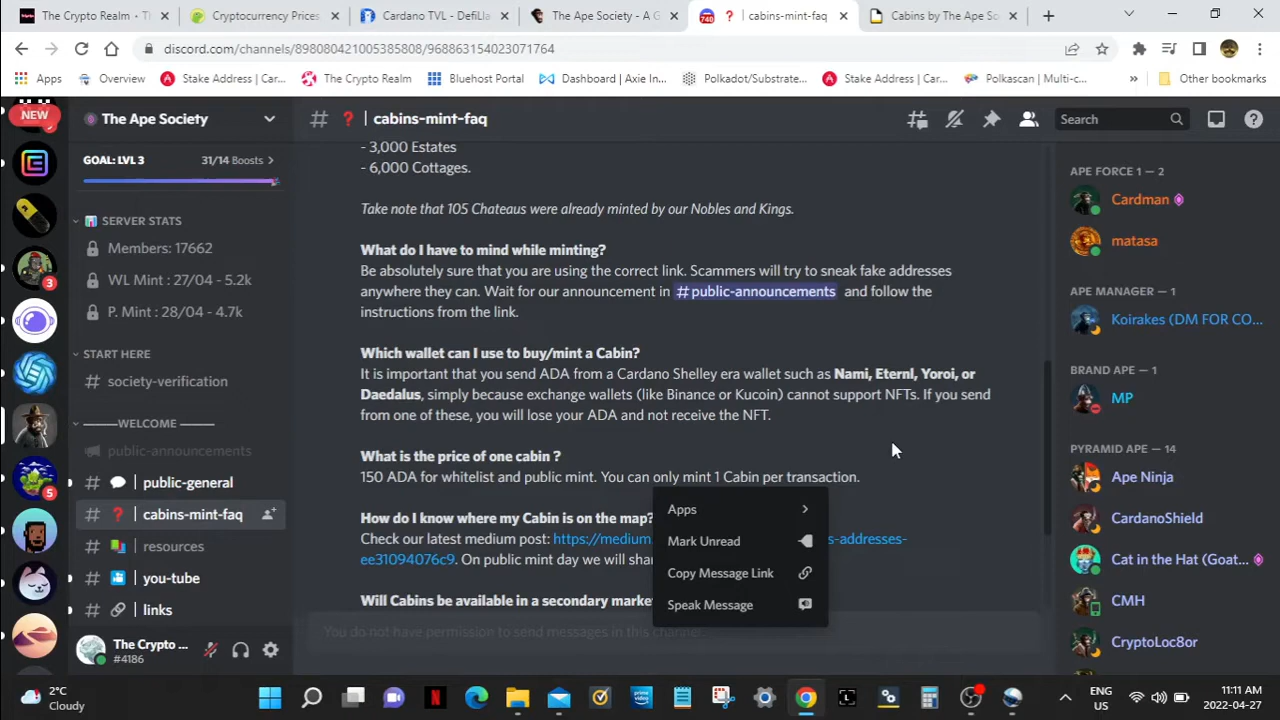 The Crypto Realm - T
Cryptocurrency Prices
Cardano TVL - DefiLla
The Ape Society - A G
740 ❓ | cabins-mint-faq
Cabins by The Ape So
discord.com/channels/898080421005385808/968863154023071764
Apps
Overview
Stake Address | Car...
The Crypto Realm
Bluehost Portal
Dashboard | Axie In...
Polkadot/Substrate...
Stake Address | Car...
Polkascan | Multi-c...
»
Other bookmarks
NEW
The Ape Society
# ❓ | cabins-mint-faq
Search
GOAL: LVL 3
31/14 Boosts >
SERVER STATS
Members: 17662
WL Mint : 27/04 - 5.2k
P. Mint : 28/04 - 4.7k
START HERE
# society-verification
———WELCOME ———
public-announcements
# | public-general
# ❓ | cabins-mint-faq
# resources
# | you-tube
# | links
3
5
The Crypto ...
#4186
- 3,000 Estates
- 6,000 Cottages.
Take note that 105 Chateaus were already minted by our Nobles and Kings.
What do I have to mind while minting?
Be absolutely sure that you are using the correct link. Scammers will try to sneak fake addresses
anywhere they can. Wait for our announcement in #public-announcements and follow the
instructions from the link.
Which wallet can I use to buy/mint a Cabin?
It is important that you send ADA from a Cardano Shelley era wallet such as Nami, Eternl, Yoroi, or
Daedalus, simply because exchange wallets (like Binance or Kucoin) cannot support NFTs. If you send
from one of these, you will lose your ADA and not receive the NFT.
What is the price of one cabin ?
150 ADA for whitelist and public mint. You can only mint 1 Cabin per transaction.
How do I know where my Cabin is on the map?
Check our latest medium post: https://medium. s-addresses-
ee31094076c9. On public mint day we will shar
Will Cabins be available in a secondary market
You do not have permission to send messages in this channel.
Apps >
Mark Unread
Copy Message Link
Speak Message
APE FORCE 1 — 2
Cardman
matasa
APE MANAGER — 1
Koirakes (DM FOR CO...
BRAND APE — 1
MP
PYRAMID APE — 14
Ape Ninja
CardanoShield
Cat in the Hat (Goat...
CMH
CryptoLoc8or
2°C
Cloudy
ENG
QWERTY